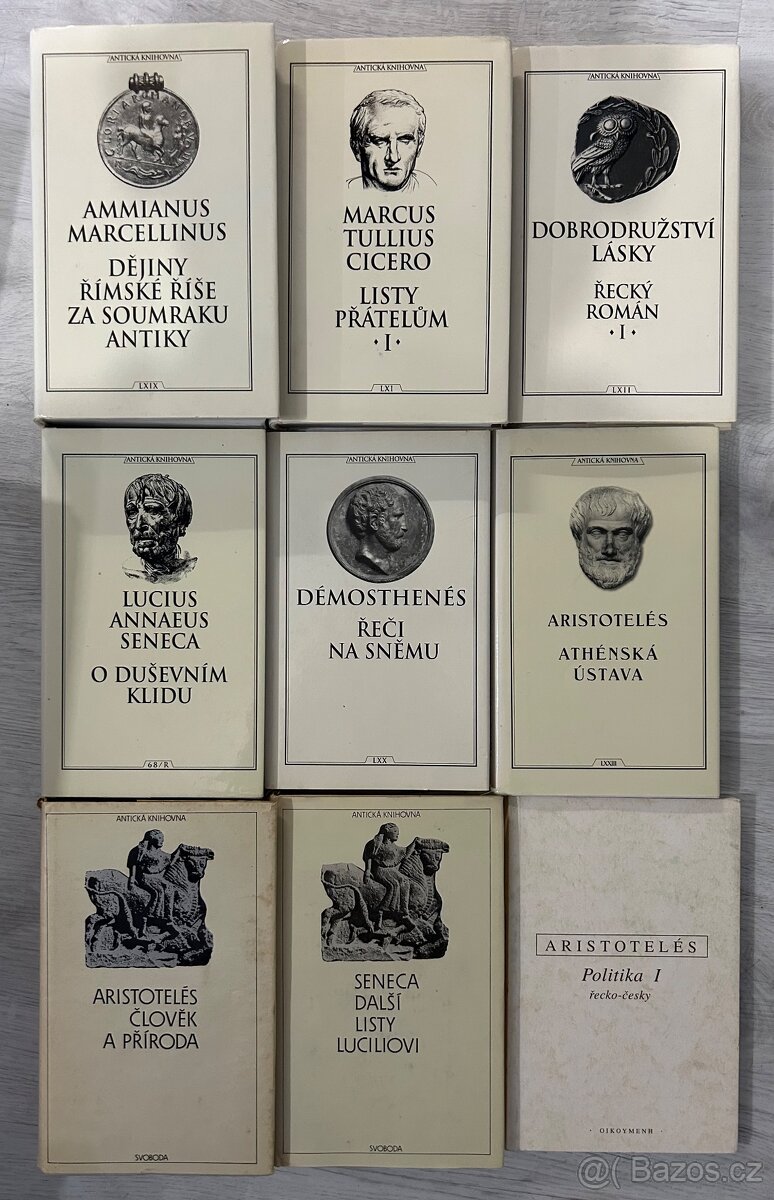 ANTICKÁ KNIHOVNA
AMMIANUS
MARCELLINUS
DĚJINY
ŘÍMSKÉ ŘÍŠE
ZA SOUMRAKU
ANTIKY
LXIX
ANTICKÁ KNIHOVNA
MARCUS
TULLIUS
CICERO
LISTY
PŘÁTELŮM
· I ·
LXI
ANTICKÁ KNIHOVNA
DOBRODRUŽSTVÍ
LÁSKY
ŘECKÝ
ROMÁN
· I ·
LXII
ANTICKÁ KNIHOVNA
LUCIUS
ANNAEUS
SENECA
O DUŠEVNÍM
KLIDU
68/R
ANTICKÁ KNIHOVNA
DÉMOSTHENÉS
ŘEČI
NA SNĚMU
LXX
ANTICKÁ KNIHOVNA
ARISTOTELÉS
ATHÉNSKÁ
ÚSTAVA
LXXIII
ANTICKÁ KNIHOVNA
ARISTOTELÉS
ČLOVĚK
A PŘÍRODA
SVOBODA
ANTICKÁ KNIHOVNA
SENECA
DALŠÍ
LISTY
LUCILIOVI
SVOBODA
ARISTOTELÉS
Politika I
řecko-česky
· OIKOYMENH ·
@( Bazos.cz